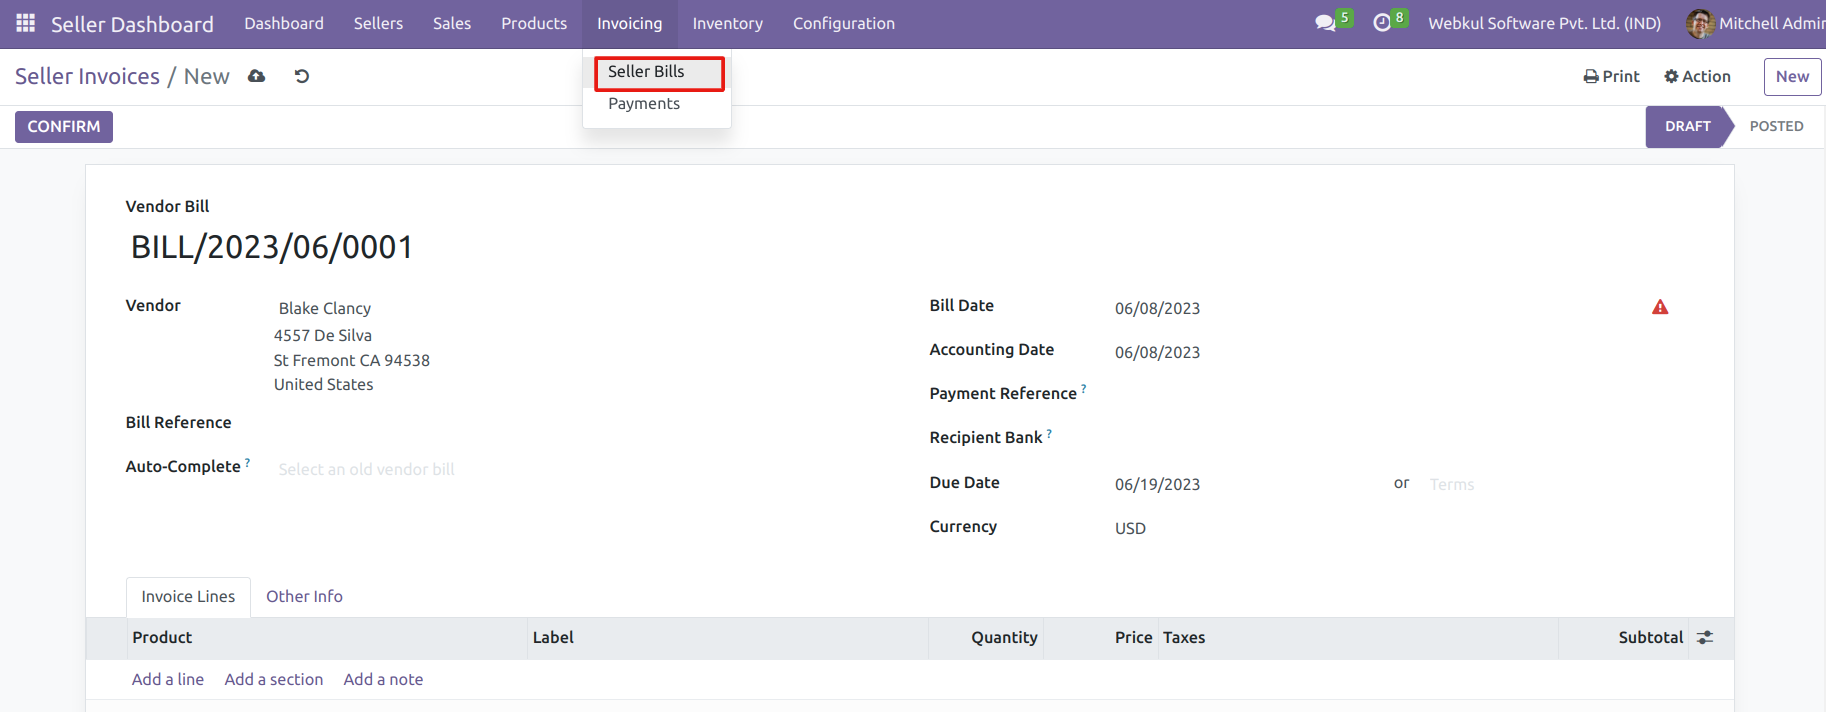 Seller Dashboard Dashboard Sellers Sales Products Invoicing Inventory Configuration 5 8 Webkul Software Pvt. Ltd. (IND) Mitchell Admin
Seller Invoices / New Seller Bills Print Action New
Payments
CONFIRM DRAFT POSTED
Vendor Bill
BILL/2023/06/0001
Vendor Blake Clancy Bill Date 06/08/2023
4557 De Silva
St Fremont CA 94538 Accounting Date 06/08/2023
United States
Payment Reference ?
Bill Reference
Recipient Bank ?
Auto-Complete ? Select an old vendor bill
Due Date 06/19/2023 or Terms
Currency USD
Invoice Lines Other Info
Product Label Quantity Price Taxes Subtotal
Add a line Add a section Add a note